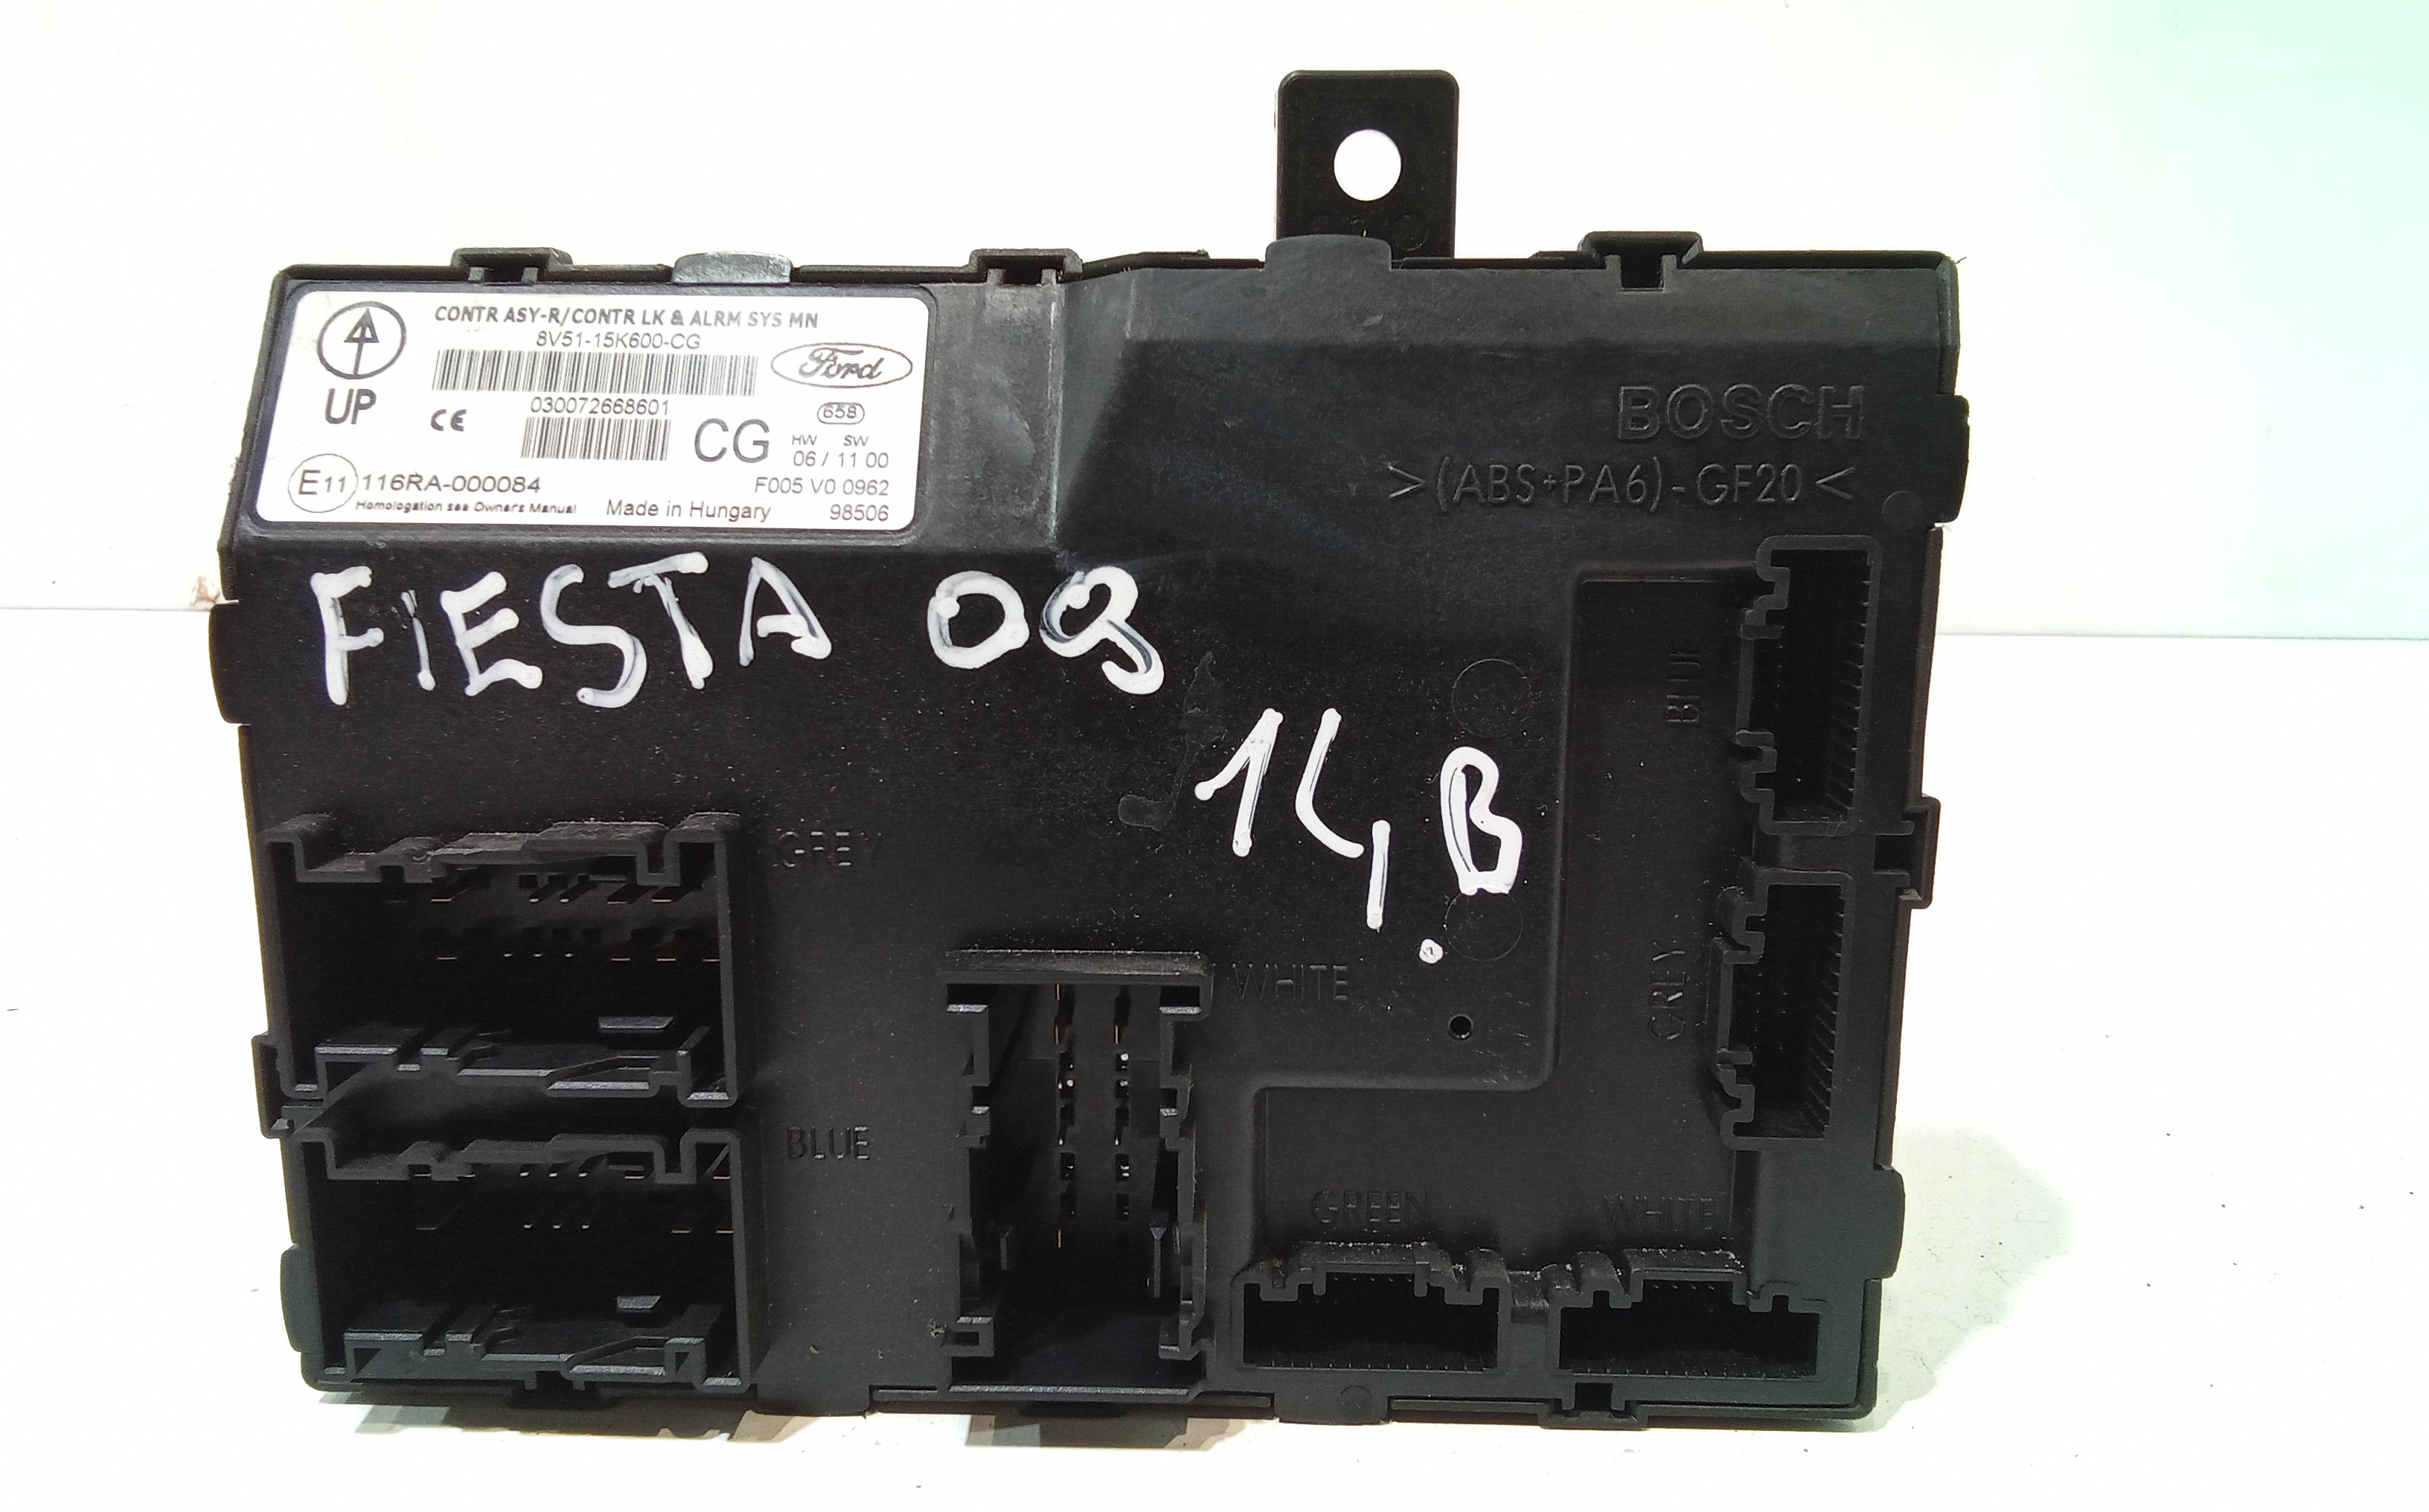 CONTR ASY-R/CONTR LK & ALRM SYS MN
8V51-15K600-CG
Ford
UP
030072668601
CE
CG
658
HW SW
06 / 11 00
E11 116RA-000084
F005 V0 0962
Homologation see Owner's Manual
Made in Hungary
98506
BOSCH
>(ABS+PA6)-GF20<
FIESTA 09
14, B
BLUE
GREY
WHITE
GREY
BLUE
GREEN
WHITE